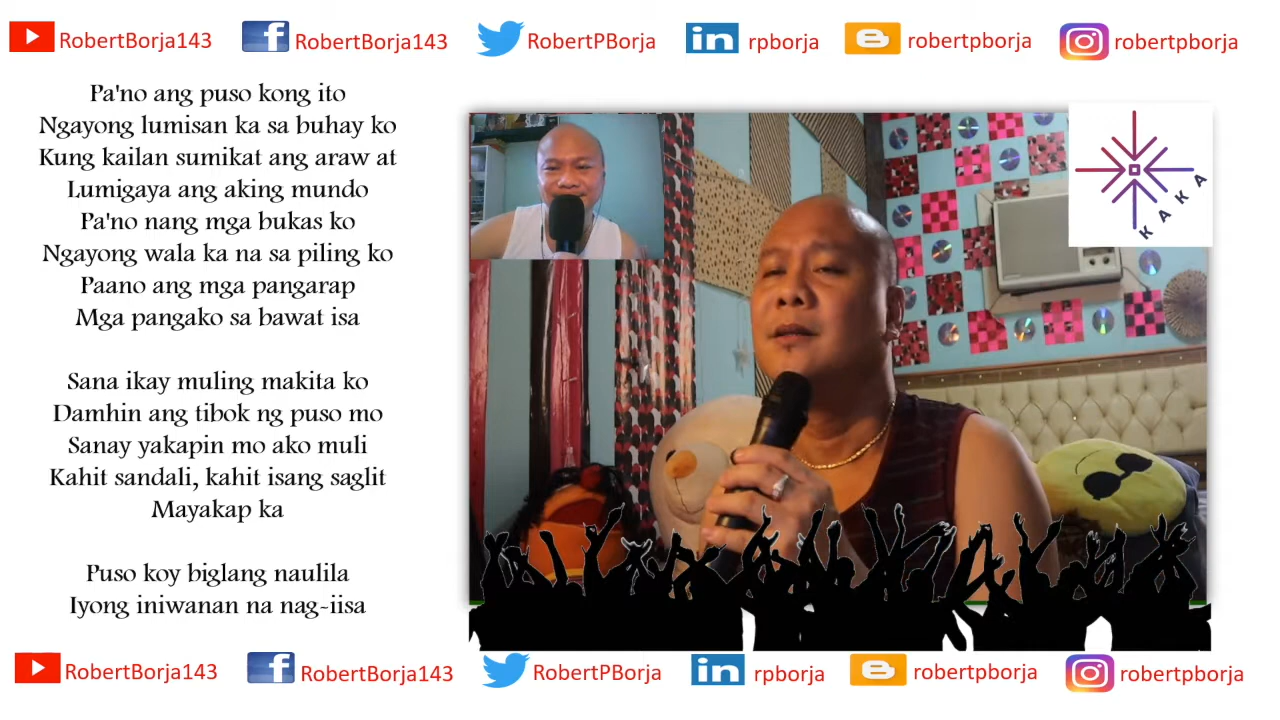 RobertBorja143 RobertBorja143 RobertPBorja rpborja robertpborja robertpborja
Pa'no ang puso kong ito
Ngayong lumisan ka sa buhay ko
Kung kailan sumikat ang araw at
Lumigaya ang aking mundo
Pa'no nang mga bukas ko
Ngayong wala ka na sa piling ko
Paano ang mga pangarap
Mga pangako sa bawat isa
Sana ikay muling makita ko
Damhin ang tibok ng puso mo
Sanay yakapin mo ako muli
Kahit sandali, kahit isang saglit
Mayakap ka
Puso koy biglang naulila
Iyong iniwanan na nag-iisa
KAKA
RobertBorja143 RobertBorja143 RobertPBorja rpborja robertpborja robertpborja